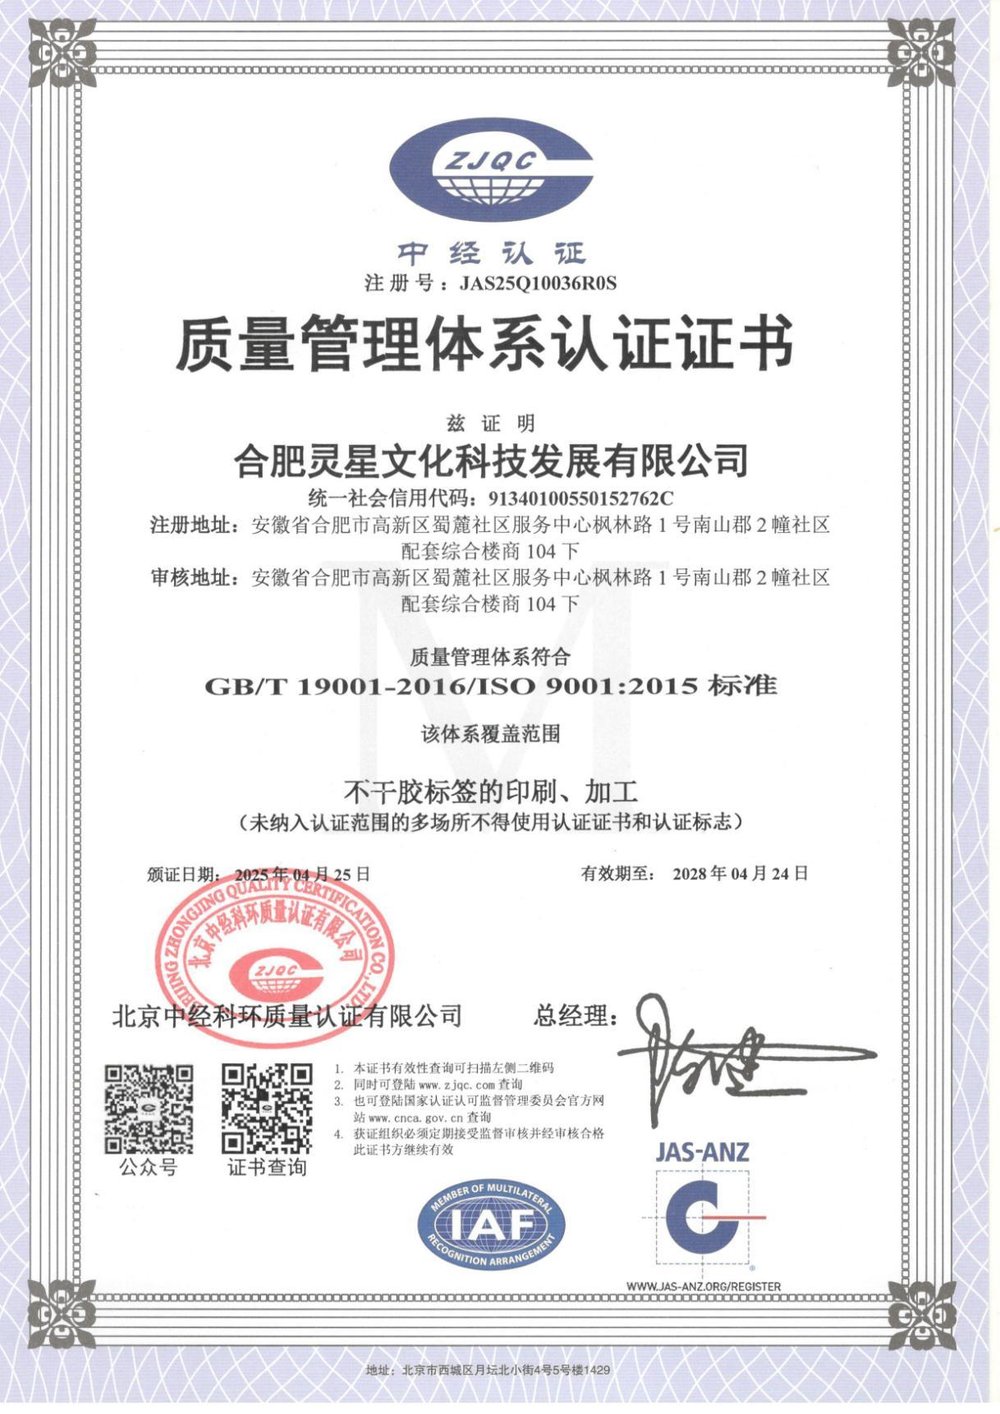 ZJQC
中经认证
注册号：JAS25Q10036R0S
质量管理体系认证证书
兹证明
合肥灵星文化科技发展有限公司
统一社会信用代码：91340100550152762C
注册地址：安徽省合肥市高新区蜀麓社区服务中心枫林路1号南山郡2幢社区
配套综合楼商104下
审核地址：安徽省合肥市高新区蜀麓社区服务中心枫林路1号南山郡2幢社区
配套综合楼商104下
质量管理体系符合
GB/T 19001-2016/ISO 9001:2015 标准
该体系覆盖范围
不干胶标签的印刷、加工
（未纳入认证范围的多场所不得使用认证证书和认证标志）
颁证日期：2025年04月25日
有效期至：2028年04月24日
BEIJING ZHONGJING QUALITY CERTIFICATION CO.,LTD.
北京中经科环质量认证有限公司
ZJQC
北京中经科环质量认证有限公司
总经理：
1. 本证书有效性查询可扫描左侧二维码
2. 同时可登陆www.zjqc.com查询
3. 也可登陆国家认证认可监督管理委员会官方网
站www.cnca.gov.cn查询
4. 获证组织必须定期接受监督审核并经审核合格
此证书方继续有效
公众号
证书查询
MEMBER OF MULTILATERAL
IAF
RECOGNITION ARRANGEMENT
JAS-ANZ
WWW.JAS-ANZ.ORG/REGISTER
地址：北京市西城区月坛北小街4号5号楼1429